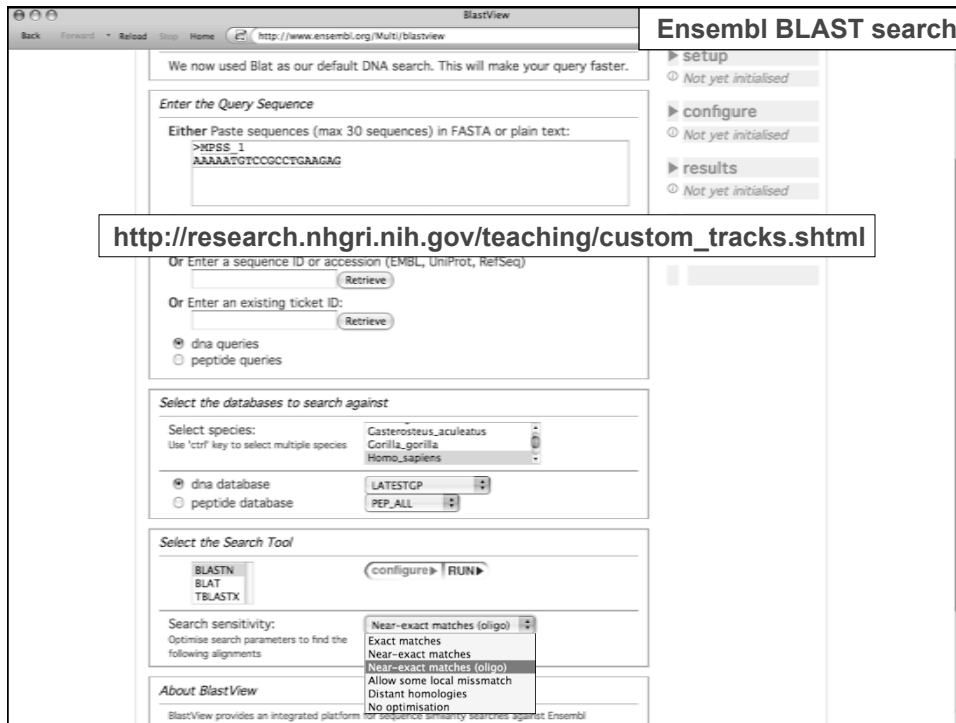 BlastView
Back Forward Reload Stop Home http://www.ensembl.org/Multi/blastview
Ensembl BLAST search
We now used Blat as our default DNA search. This will make your query faster.
setup
Not yet initialised
configure
Not yet initialised
results
Not yet initialised
Enter the Query Sequence
Either Paste sequences (max 30 sequences) in FASTA or plain text:
>MPSS_1
AAAAATGTCCGCCTGAAGAG
http://research.nhgri.nih.gov/teaching/custom_tracks.shtml
Or Enter a sequence ID or accession (EMBL, UniProt, RefSeq)
Retrieve
Or Enter an existing ticket ID:
Retrieve
dna queries
peptide queries
Select the databases to search against
Select species:
Use 'ctrl' key to select multiple species
Gasterosteus_aculeatus
Gorilla_gorilla
Homo_sapiens
dna database LATESTGP
peptide database PEP_ALL
Select the Search Tool
BLASTN
BLAT
TBLASTX
configure RUN
Search sensitivity:
Optimise search parameters to find the
following alignments
Near-exact matches (oligo)
Exact matches
Near-exact matches
Near-exact matches (oligo)
Allow some local missmatch
Distant homologies
No optimisation
About BlastView
BlastView provides an integrated platform for sequence similarity searches against Ensembl